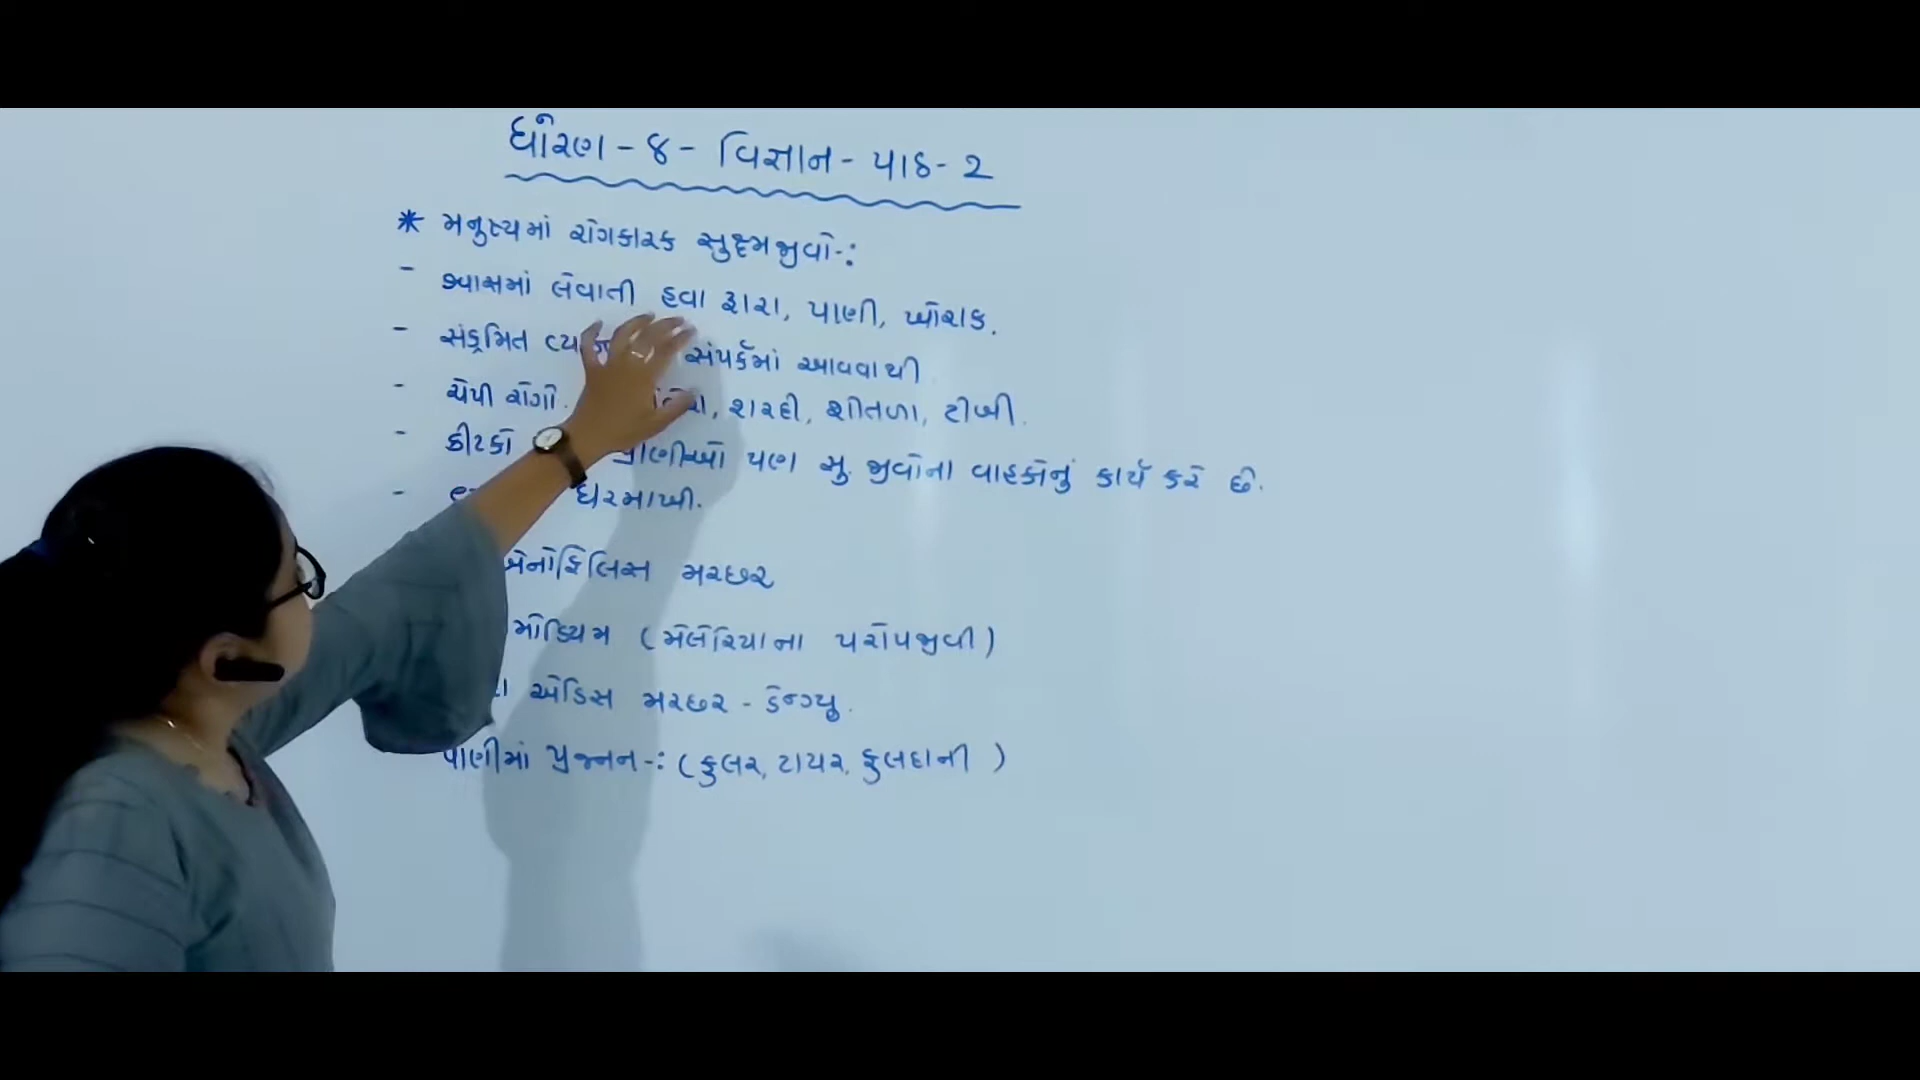 ધોરણ - ૪ - વિજ્ઞાન - પાઠ - ૨
* મનુષ્યમાં રોગકારક સુક્ષ્મજીવો -:
- શ્વાસમાં લેવાતી હવા દ્વારા, પાણી, ખોરાક.
- સંક્રમિત સંપર્કમાં આવવાથી
- ચેપી રોગો. શરદી, શીતળા, ટીબી.
- કીટકો પ્રાણીઓ પણ સુ. જીવોના વાહકોનું કાર્ય કરે છે.
- ઘરમાખી.
એનોફિલિસ મચ્છર
મોડિયમ (મેલેરિયાના પરોપજીવી)
એડિસ મચ્છર - ડેન્ગ્યુ.
પાણીમાં પ્રજનન -: (કુલર, ટાયર, ફુલદાની )